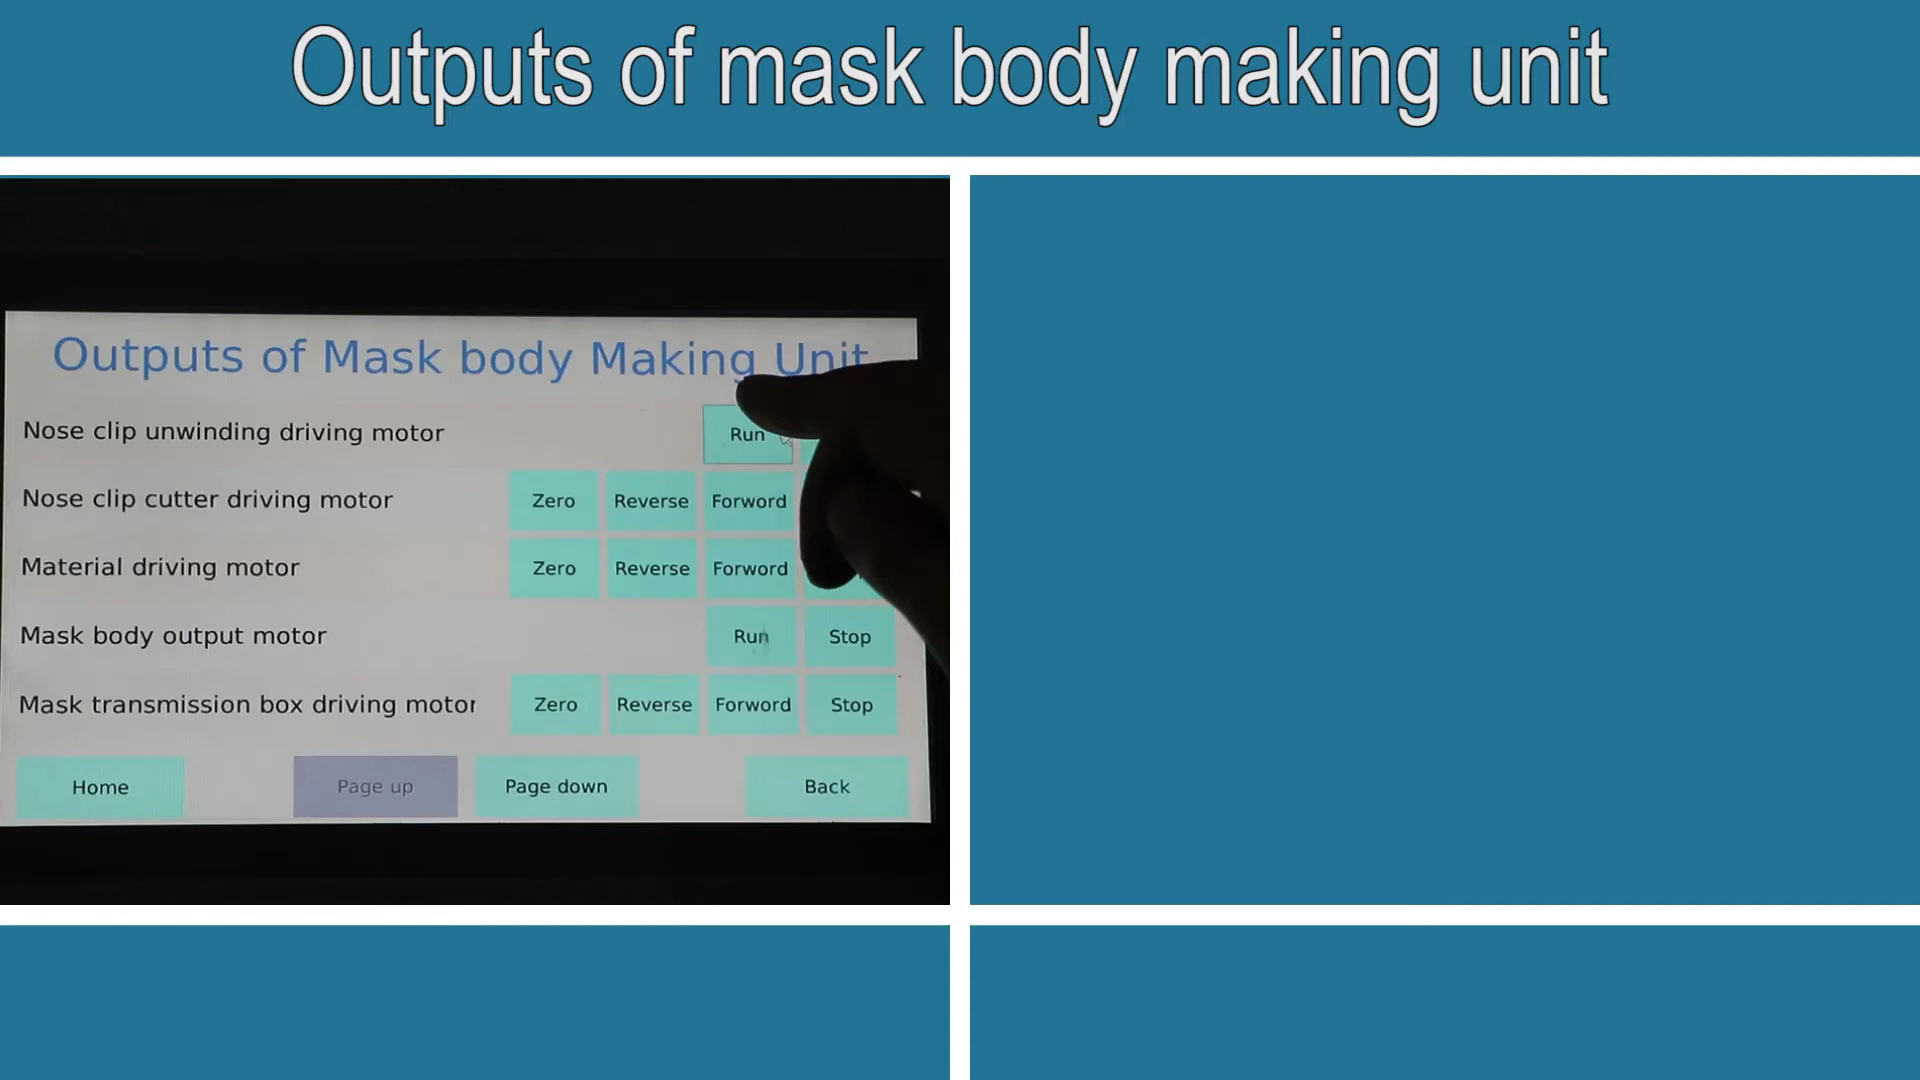 Outputs of mask body making unit
Outputs of Mask body Making Unit
Nose clip unwinding driving motor Run
Nose clip cutter driving motor Zero Reverse Forword
Material driving motor Zero Reverse Forword
Mask body output motor Run Stop
Mask transmission box driving motor Zero Reverse Forword Stop
Home Page up Page down Back